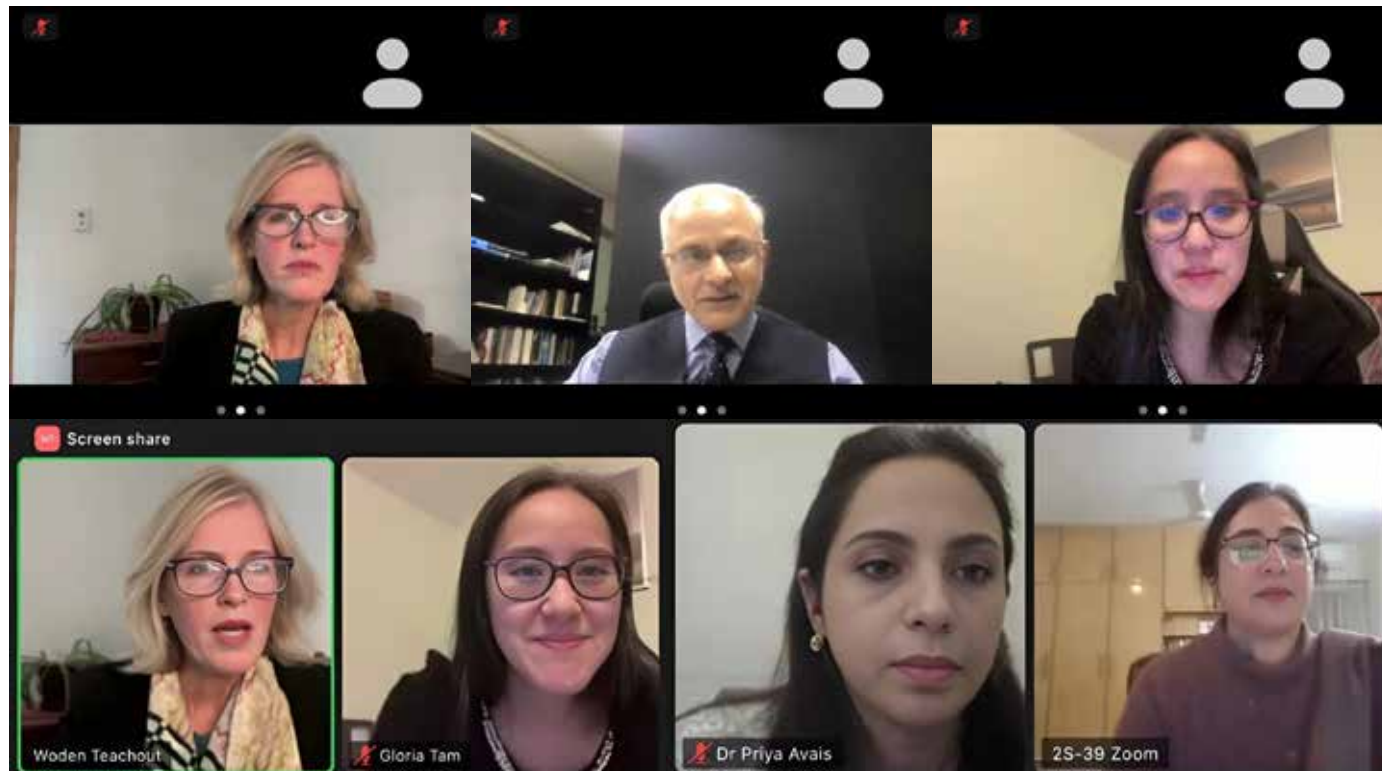 Screen share
Woden Teachout
Gloria Tam
Dr Priya Avais
2S-39 Zoom